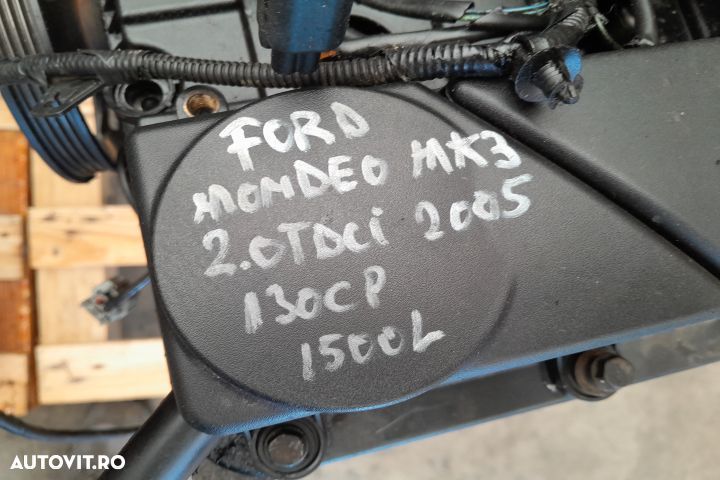 FORD
MONDEO MK3
2.0TDCi 2005
130CP
1500L
AUTOVIT.RO